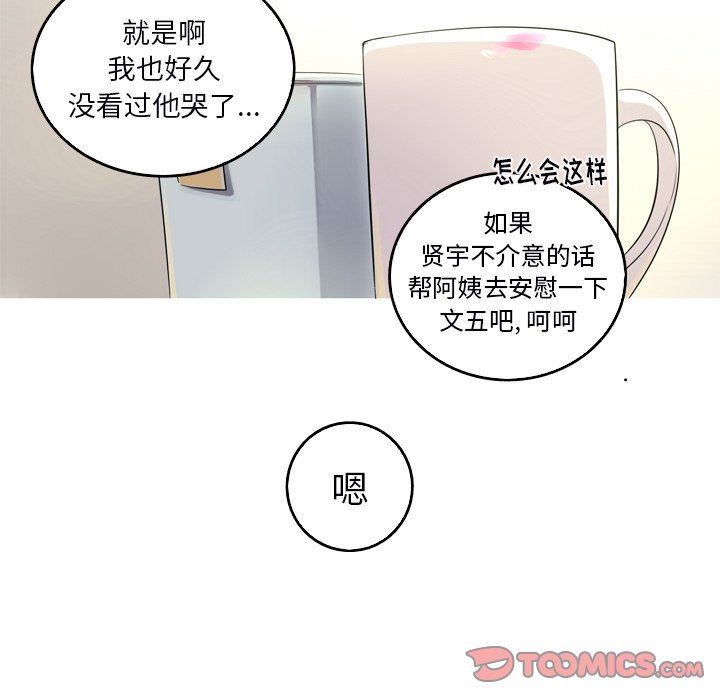 就是啊
我也好久
没看过他哭了...
怎么会这样
如果
贤宇不介意的话
帮阿姨去安慰一下
文五吧, 呵呵
嗯
TOOMICS.COM